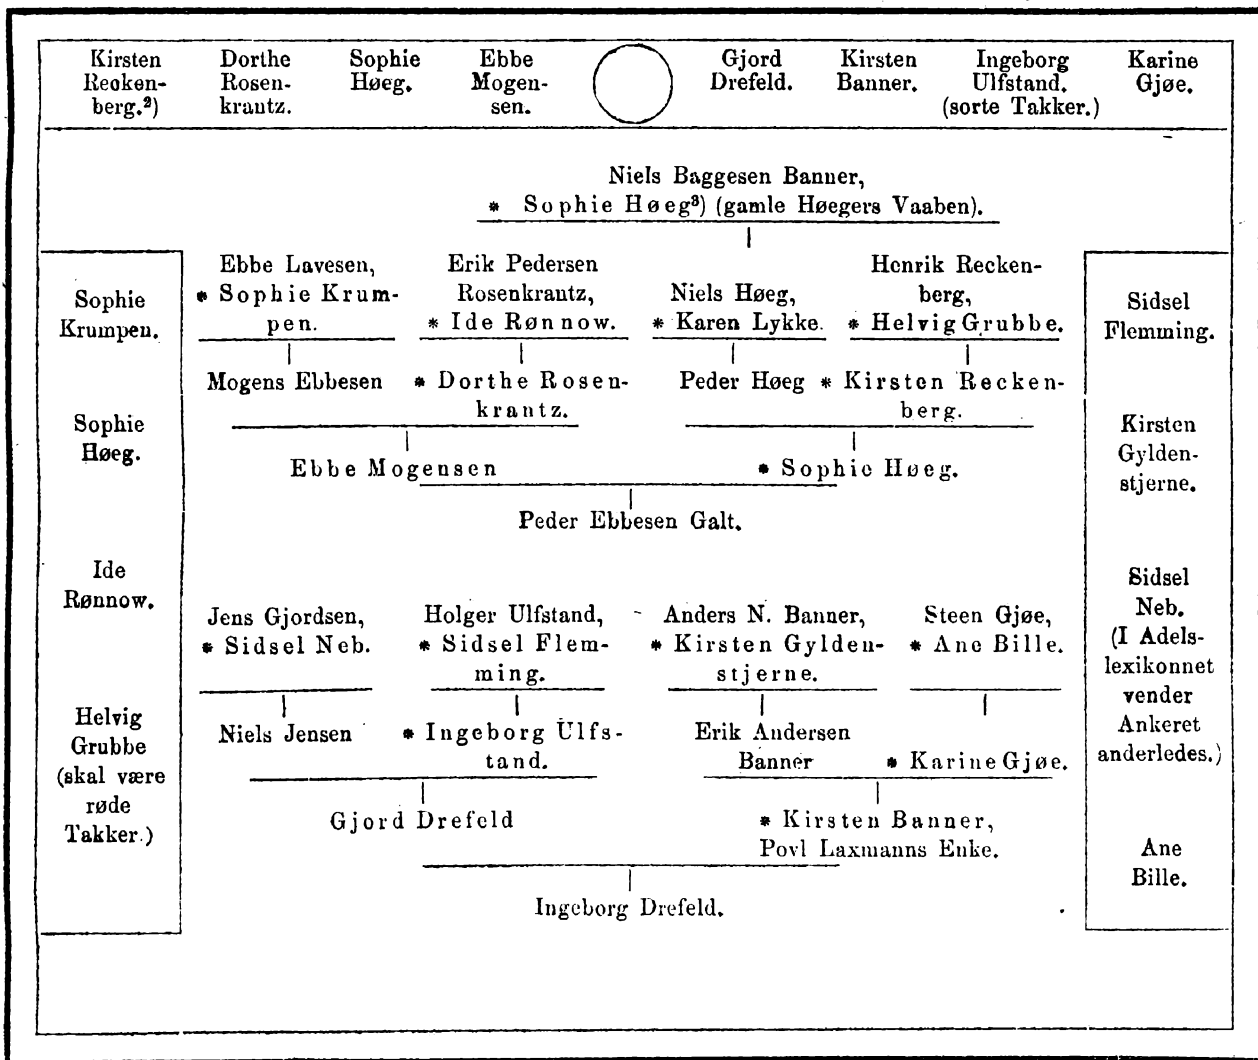 Kirsten Reckenberg.²)
Dorthe Rosenkrantz.
Sophie Høeg.
Ebbe Mogensen.
Gjord Drefeld.
Kirsten Banner.
Ingeborg Ulfstand. (sorte Takker.)
Karine Gjøe.
Niels Baggesen Banner,
* Sophie Høeg³) (gamle Høegers Vaaben).
Sophie
Krumpen.
Sophie
Høeg.
Ide
Rønnow.
Helvig
Grubbe
(skal være
røde
Takker.)
Ebbe Lavesen,
* Sophie Krum-
pen.
Erik Pedersen
Rosenkrantz,
* Ide Rønnow.
Niels Høeg,
* Karen Lykke.
Henrik Recken-
berg,
* Helvig Grubbe.
Mogens Ebbesen
* Dorthe Rosen-
krantz.
Peder Høeg
* Kirsten Recken-
berg.
Ebbe Mogensen
* Sophie Høeg.
Peder Ebbesen Galt.
Jens Gjordsen,
* Sidsel Neb.
Holger Ulfstand,
* Sidsel Flem-
ming.
Anders N. Banner,
* Kirsten Gylden-
stjerne.
Steen Gjøe,
* Ane Bille.
Niels Jensen
* Ingeborg Ulfs-
tand.
Erik Andersen
Banner
* Karine Gjøe.
Gjord Drefeld
* Kirsten Banner,
Povl Laxmanns Enke.
Ingeborg Drefeld.
Sidsel
Flemming.
Kirsten
Gylden-
stjerne.
Sidsel
Neb.
(I Adels-
lexikonnet
vender
Ankeret
anderledes.)
Ane
Bille.